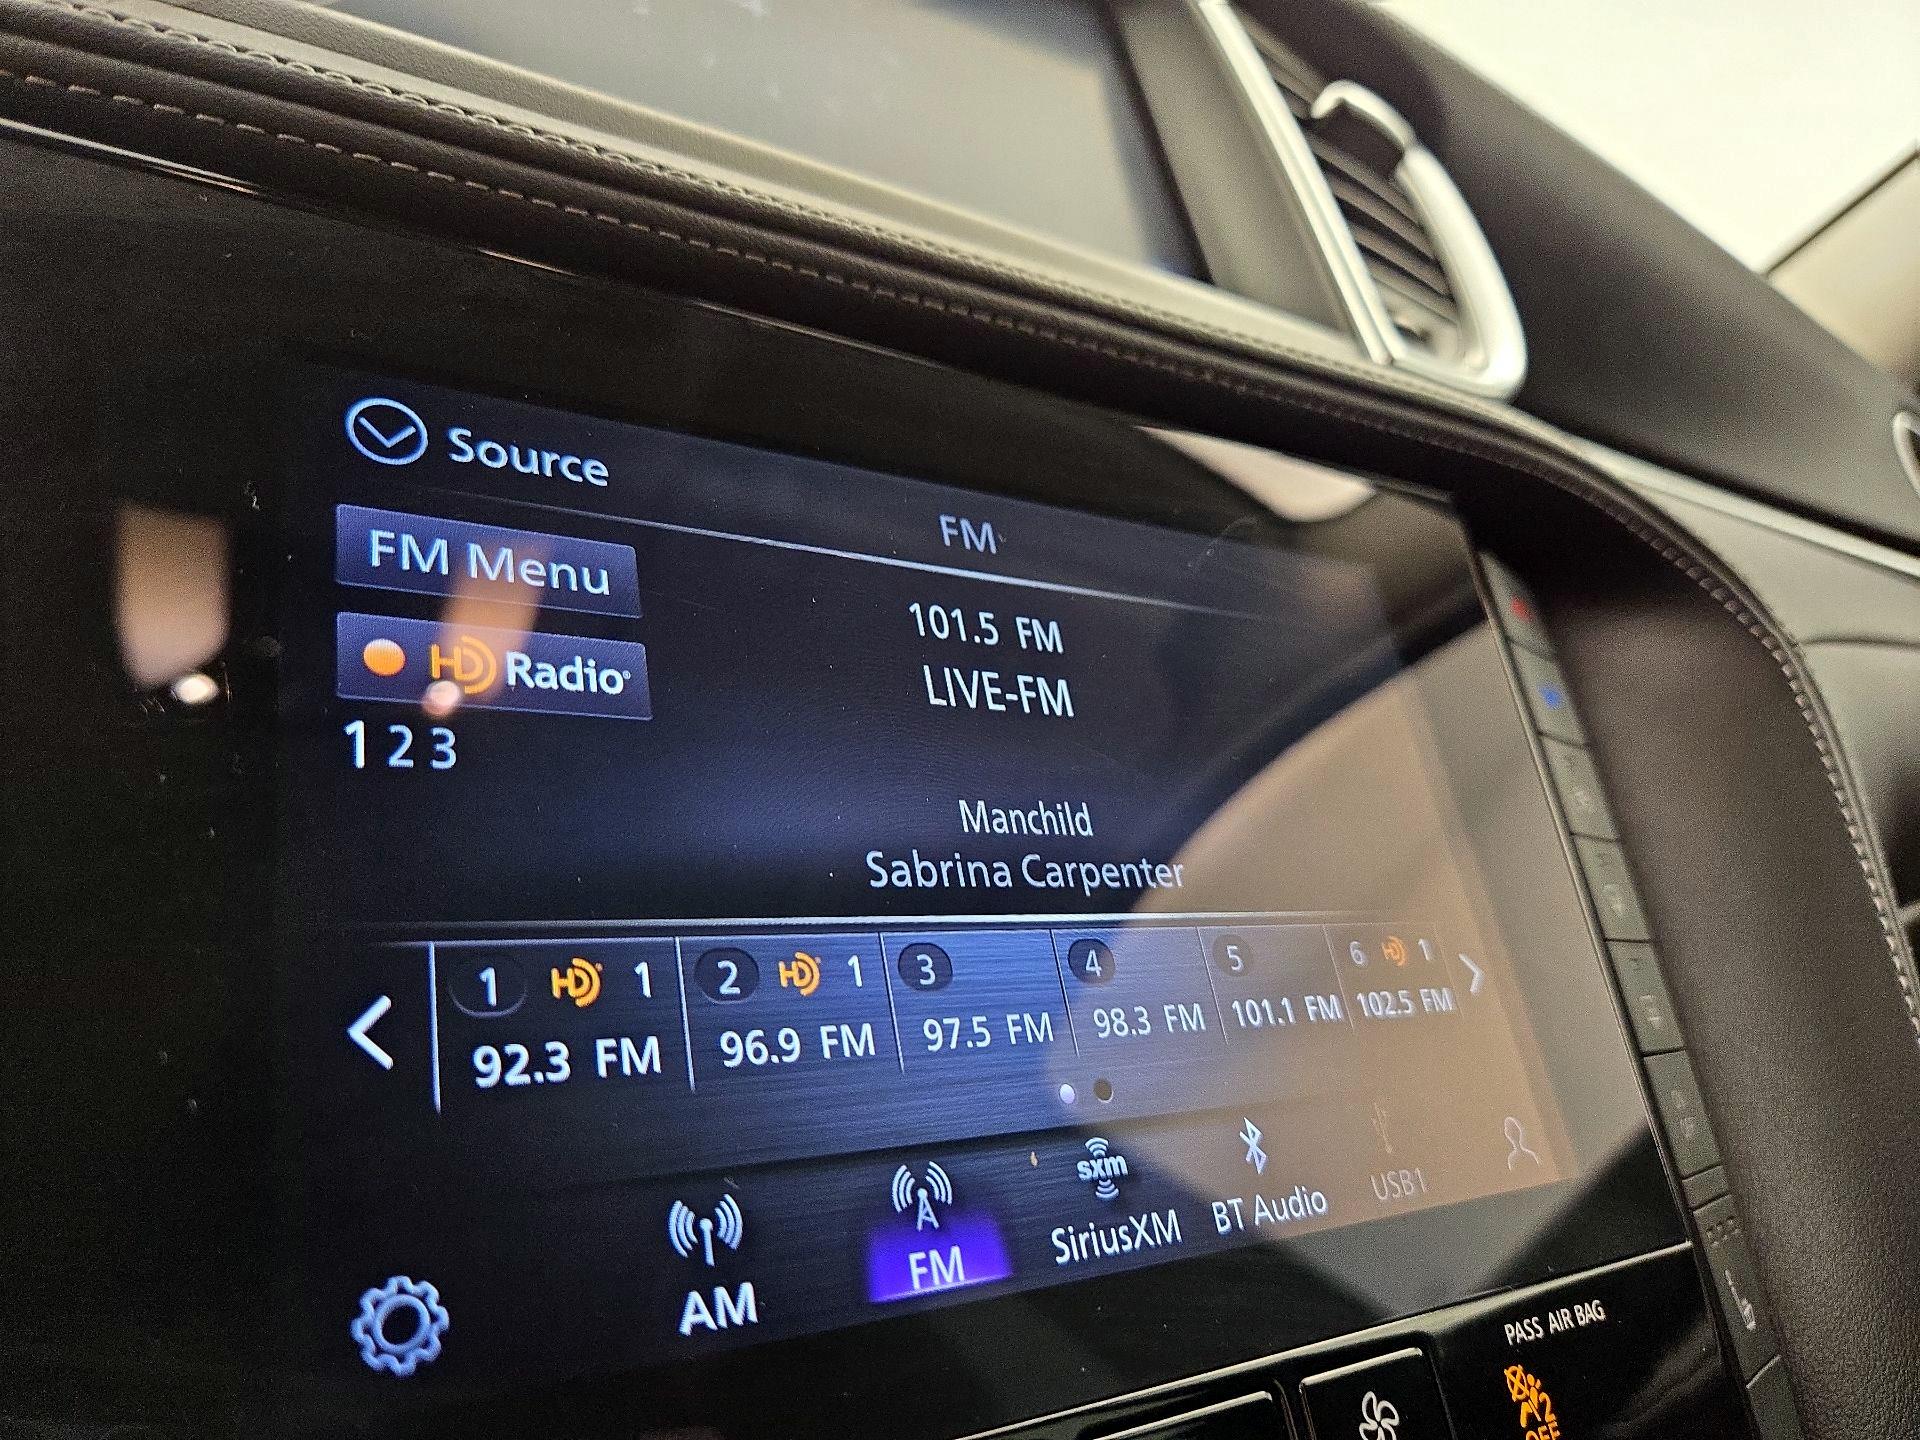 Source
FM
FM Menu
HD Radio®
1 2 3
101.5 FM
LIVE-FM
Manchild
Sabrina Carpenter
1 HD 1
92.3 FM
2 HD 1
96.9 FM
3
97.5 FM
4
98.3 FM
5
101.1 FM
6 HD 1
102.5 FM
AM
FM
sxm
SiriusXM
BT Audio
USB1
PASS AIR BAG
2
OFF